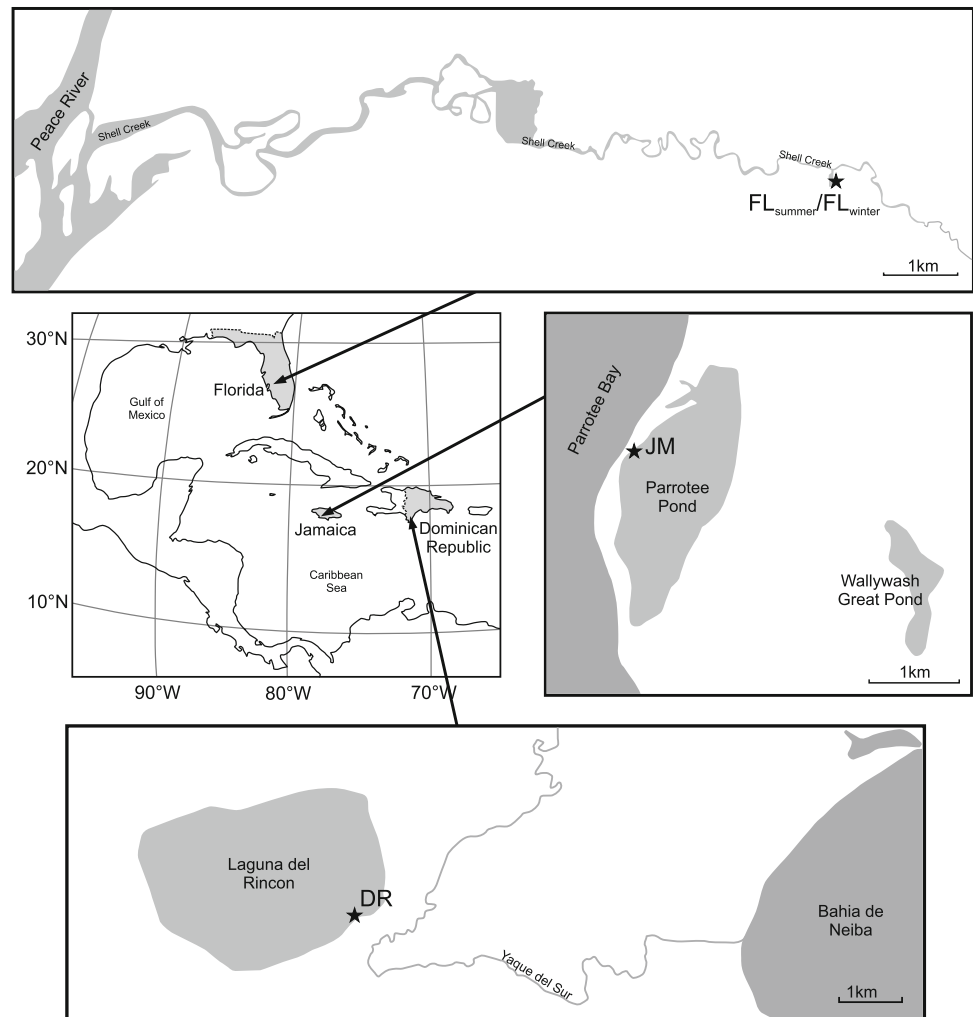 Peace River
Shell Creek
Shell Creek
Shell Creek
FLsummer/FLwinter
1km
30°N
20°N
10°N
90°W
80°W
70°W
Florida
Gulf of
Mexico
Jamaica
Dominican
Republic
Caribbean
Sea
Parrotee Bay
JM
Parrotee
Pond
Wallywash
Great Pond
1km
Laguna del
Rincon
DR
Yaque del Sur
Bahia de
Neiba
1km